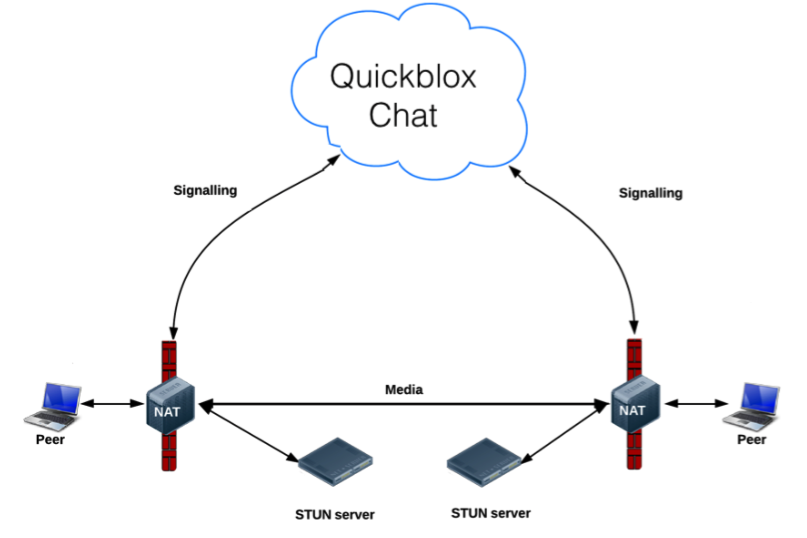 Quickblox
Chat
Signalling
Signalling
Media
NAT
NAT
Peer
Peer
STUN server
STUN server